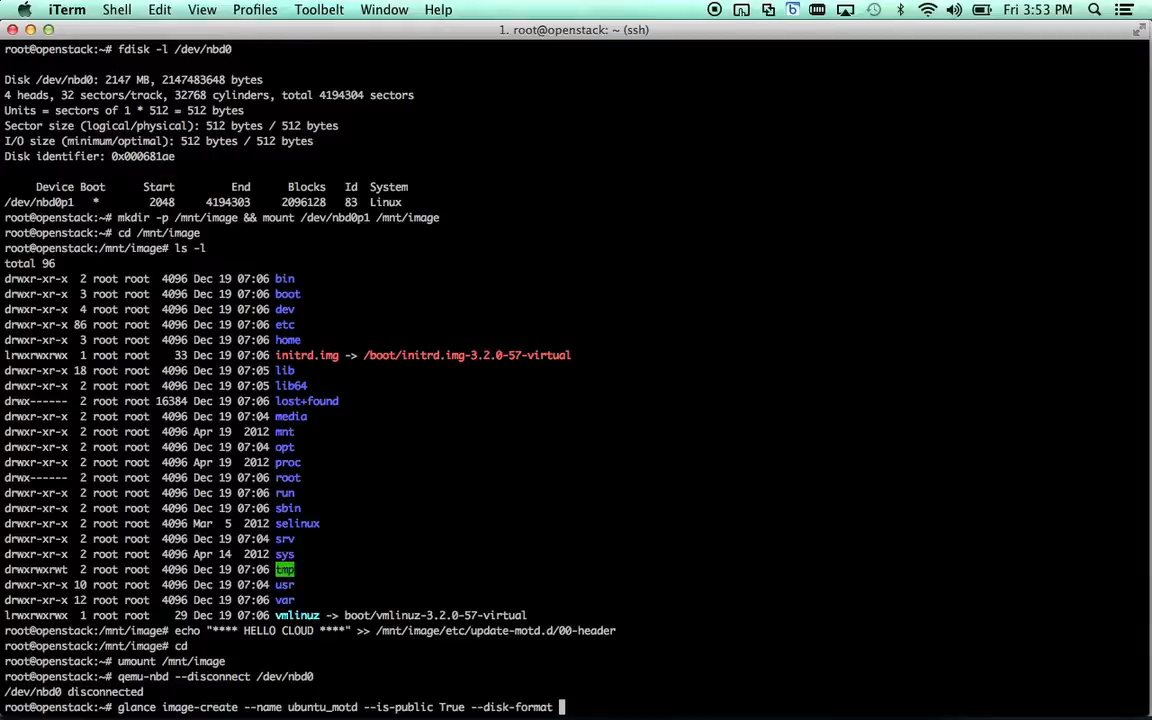 iTerm Shell Edit View Profiles Toolbelt Window Help Fri 3:53 PM
1. root@openstack: ~ (ssh)
root@openstack:~# fdisk -l /dev/nbd0
Disk /dev/nbd0: 2147 MB, 2147483648 bytes
4 heads, 32 sectors/track, 32768 cylinders, total 4194304 sectors
Units = sectors of 1 * 512 = 512 bytes
Sector size (logical/physical): 512 bytes / 512 bytes
I/O size (minimum/optimal): 512 bytes / 512 bytes
Disk identifier: 0x000681ae
Device Boot Start End Blocks Id System
/dev/nbd0p1 * 2048 4194303 2096128 83 Linux
root@openstack:~# mkdir -p /mnt/image && mount /dev/nbd0p1 /mnt/image
root@openstack:~# cd /mnt/image
root@openstack:/mnt/image# ls -l
total 96
drwxr-xr-x 2 root root 4096 Dec 19 07:06 bin
drwxr-xr-x 3 root root 4096 Dec 19 07:06 boot
drwxr-xr-x 4 root root 4096 Dec 19 07:06 dev
drwxr-xr-x 86 root root 4096 Dec 19 07:06 etc
drwxr-xr-x 3 root root 4096 Dec 19 07:06 home
lrwxrwxrwx 1 root root 33 Dec 19 07:06 initrd.img -> /boot/initrd.img-3.2.0-57-virtual
drwxr-xr-x 18 root root 4096 Dec 19 07:05 lib
drwxr-xr-x 2 root root 4096 Dec 19 07:05 lib64
drwx------ 2 root root 16384 Dec 19 07:06 lost+found
drwxr-xr-x 2 root root 4096 Dec 19 07:04 media
drwxr-xr-x 2 root root 4096 Apr 19 2012 mnt
drwxr-xr-x 2 root root 4096 Dec 19 07:04 opt
drwxr-xr-x 2 root root 4096 Apr 19 2012 proc
drwx------ 2 root root 4096 Dec 19 07:06 root
drwxr-xr-x 2 root root 4096 Dec 19 07:06 run
drwxr-xr-x 2 root root 4096 Dec 19 07:06 sbin
drwxr-xr-x 2 root root 4096 Mar 5 2012 selinux
drwxr-xr-x 2 root root 4096 Dec 19 07:04 srv
drwxr-xr-x 2 root root 4096 Apr 14 2012 sys
drwxrwxrwt 2 root root 4096 Dec 19 07:06 tmp
drwxr-xr-x 10 root root 4096 Dec 19 07:04 usr
drwxr-xr-x 12 root root 4096 Dec 19 07:06 var
lrwxrwxrwx 1 root root 29 Dec 19 07:06 vmlinuz -> boot/vmlinuz-3.2.0-57-virtual
root@openstack:/mnt/image# echo "**** HELLO CLOUD ****" >> /mnt/image/etc/update-motd.d/00-header
root@openstack:/mnt/image# cd
root@openstack:~# umount /mnt/image
root@openstack:~# qemu-nbd --disconnect /dev/nbd0
/dev/nbd0 disconnected
root@openstack:~# glance image-create --name ubuntu_motd --is-public True --disk-format